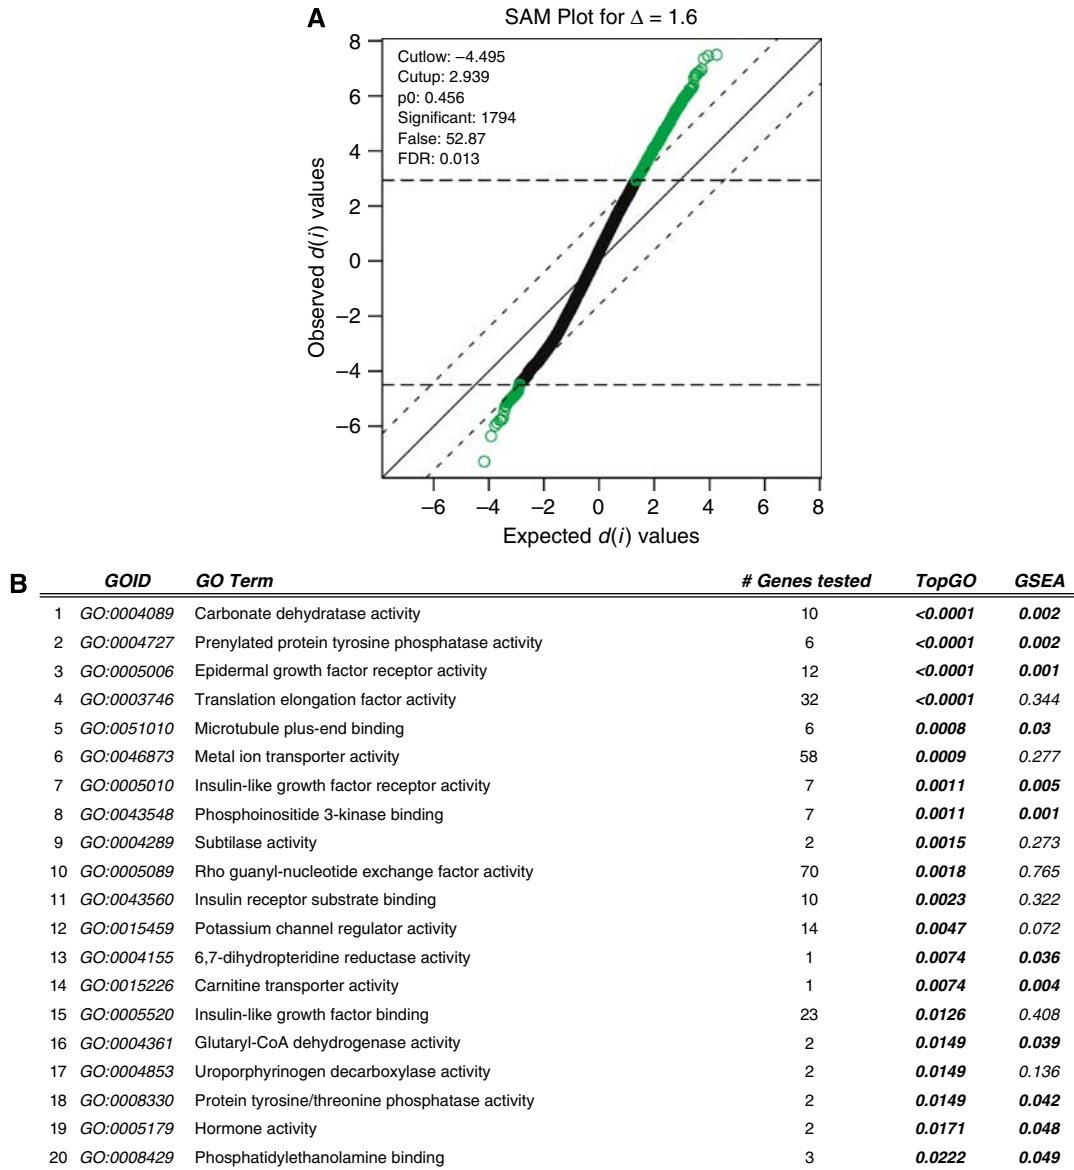 A
SAM Plot for Δ = 1.6
Cutlow: –4.495
Cutup: 2.939
p0: 0.456
Significant: 1794
False: 52.87
FDR: 0.013
8
6
4
2
0
–2
–4
–6
Observed d(i) values
–6 –4 –2 0 2 4 6 8
Expected d(i) values
B
GOID GO Term # Genes tested TopGO GSEA
1 GO:0004089 Carbonate dehydratase activity 10 <0.0001 0.002
2 GO:0004727 Prenylated protein tyrosine phosphatase activity 6 <0.0001 0.002
3 GO:0005006 Epidermal growth factor receptor activity 12 <0.0001 0.001
4 GO:0003746 Translation elongation factor activity 32 <0.0001 0.344
5 GO:0051010 Microtubule plus-end binding 6 0.0008 0.03
6 GO:0046873 Metal ion transporter activity 58 0.0009 0.277
7 GO:0005010 Insulin-like growth factor receptor activity 7 0.0011 0.005
8 GO:0043548 Phosphoinositide 3-kinase binding 7 0.0011 0.001
9 GO:0004289 Subtilase activity 2 0.0015 0.273
10 GO:0005089 Rho guanyl-nucleotide exchange factor activity 70 0.0018 0.765
11 GO:0043560 Insulin receptor substrate binding 10 0.0023 0.322
12 GO:0015459 Potassium channel regulator activity 14 0.0047 0.072
13 GO:0004155 6,7-dihydropteridine reductase activity 1 0.0074 0.036
14 GO:0015226 Carnitine transporter activity 1 0.0074 0.004
15 GO:0005520 Insulin-like growth factor binding 23 0.0126 0.408
16 GO:0004361 Glutaryl-CoA dehydrogenase activity 2 0.0149 0.039
17 GO:0004853 Uroporphyrinogen decarboxylase activity 2 0.0149 0.136
18 GO:0008330 Protein tyrosine/threonine phosphatase activity 2 0.0149 0.042
19 GO:0005179 Hormone activity 2 0.0171 0.048
20 GO:0008429 Phosphatidylethanolamine binding 3 0.0222 0.049